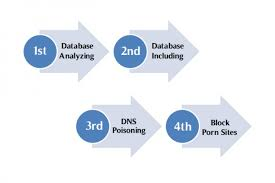 1st
Database
Analyzing
2nd
Database
Including
3rd
DNS
Poisoning
4th
Block
Porn Sites